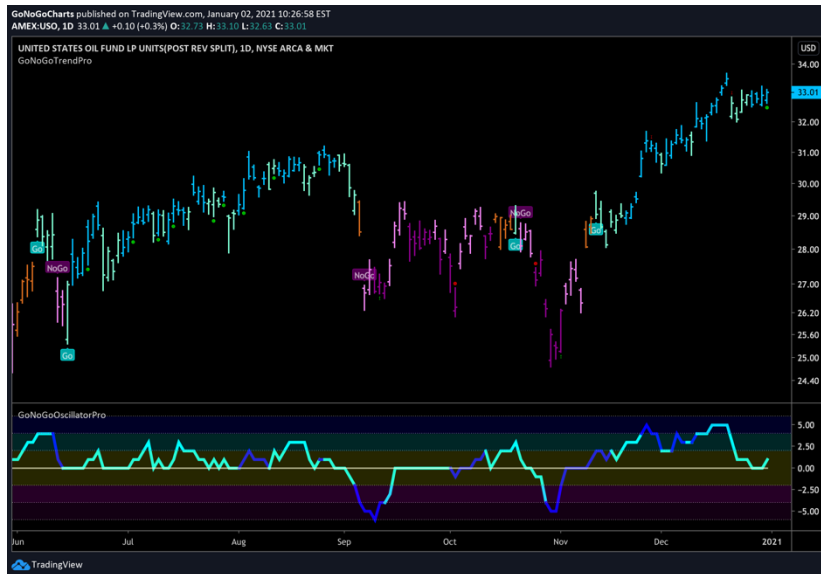 GoNoGoCharts published on TradingView.com, January 02, 2021 10:26:58 EST
AMEX:USO, 1D 33.01 ▲ +0.10 (+0.3%) O:32.73 H:33.10 L:32.63 C:33.01
UNITED STATES OIL FUND LP UNITS(POST REV SPLIT), 1D, NYSE ARCA & MKT
USD
GoNoGoTrendPro
34.00
33.01
32.00
31.00
30.00
NoGo
29.00
Go
Go
Go
28.00
NoGo
NoGo
27.00
26.20
25.60
Go
25.00
24.40
GoNoGoOscillatorPro
5.00
2.50
0.00
-2.50
-5.00
Jun Jul Aug Sep Oct Nov Dec 2021
TradingView